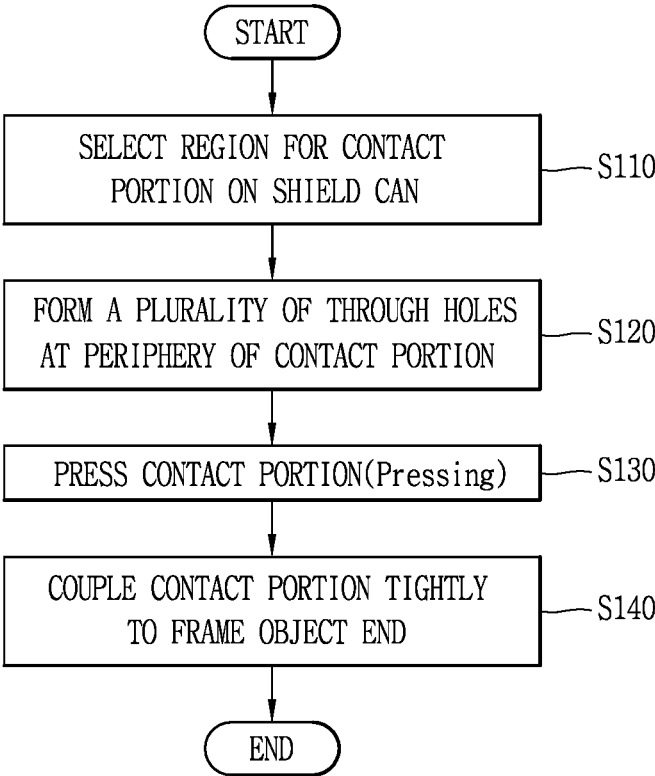 START
SELECT REGION FOR CONTACT
PORTION ON SHIELD CAN
S110
FORM A PLURALITY OF THROUGH HOLES
AT PERIPHERY OF CONTACT PORTION
S120
PRESS CONTACT PORTION(Pressing)
S130
COUPLE CONTACT PORTION TIGHTLY
TO FRAME OBJECT END
S140
END